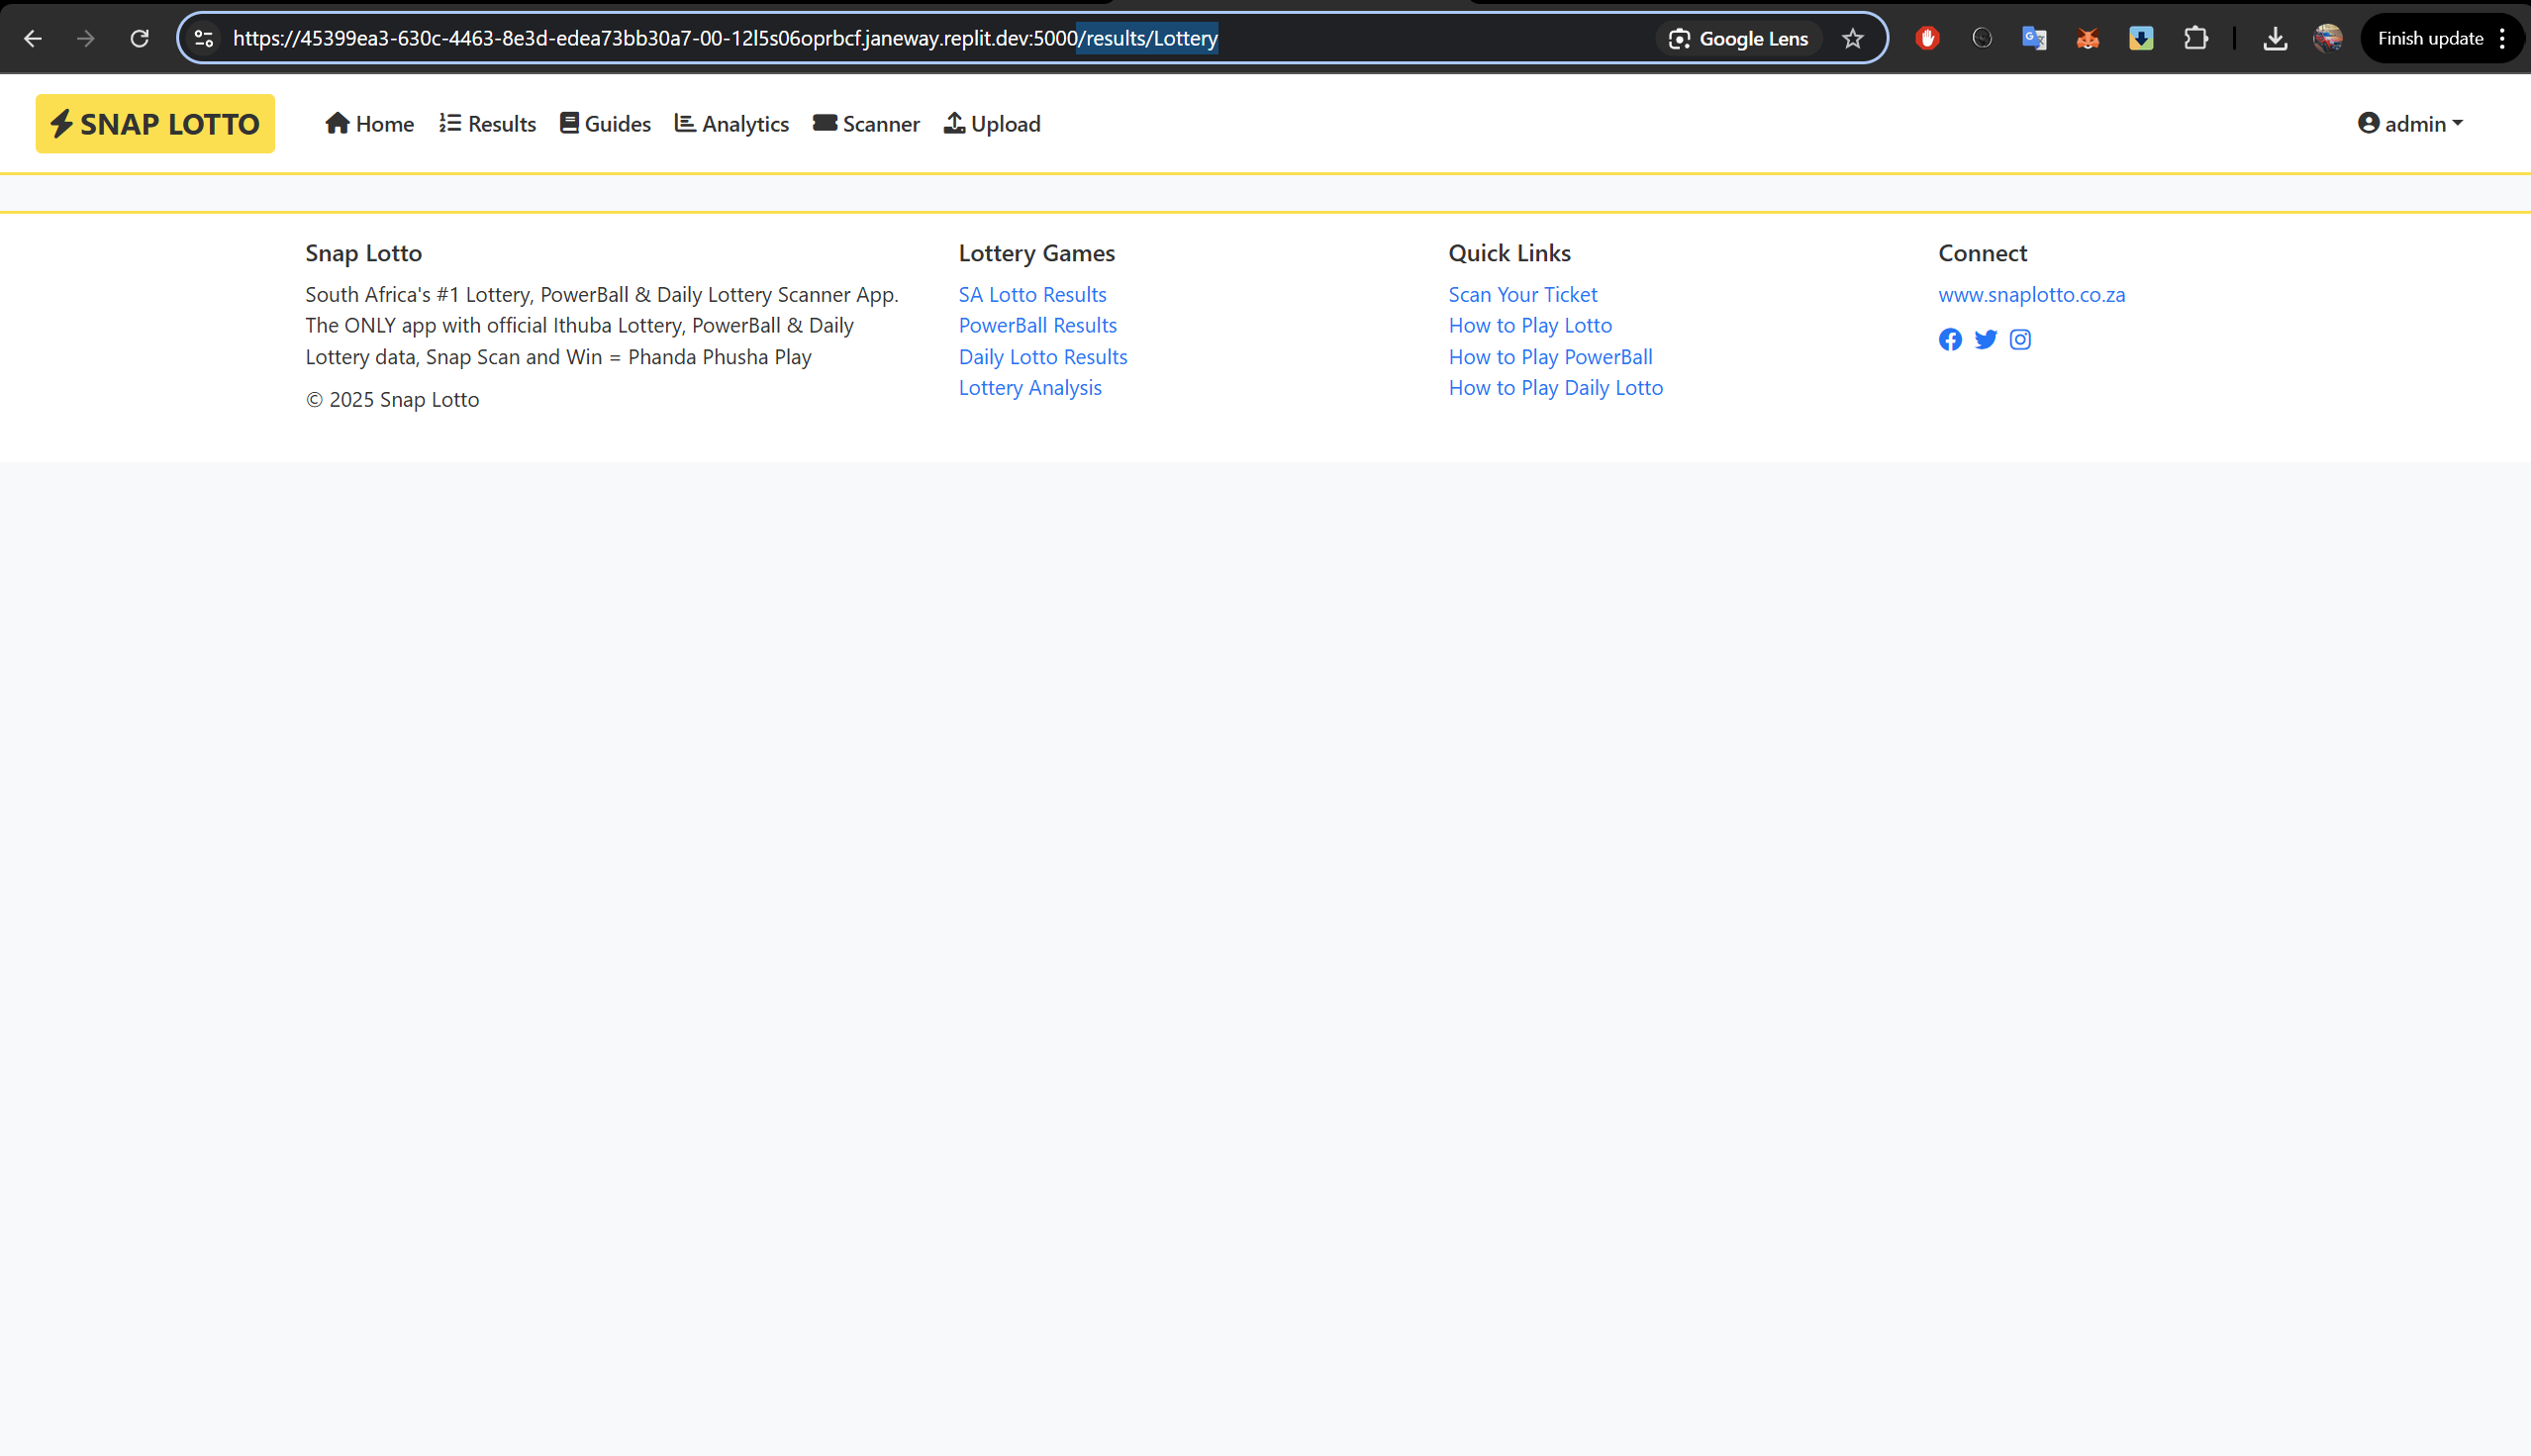 https://45399ea3-630c-4463-8e3d-edea73bb30a7-00-12l5s06oprbcf.janeway.replit.dev:5000/results/Lottery
Google Lens
Finish update
SNAP LOTTO
Home
Results
Guides
Analytics
Scanner
Upload
admin
Snap Lotto
South Africa's #1 Lottery, PowerBall & Daily Lottery Scanner App.
The ONLY app with official Ithuba Lottery, PowerBall & Daily
Lottery data, Snap Scan and Win = Phanda Phusha Play
© 2025 Snap Lotto
Lottery Games
SA Lotto Results
PowerBall Results
Daily Lotto Results
Lottery Analysis
Quick Links
Scan Your Ticket
How to Play Lotto
How to Play PowerBall
How to Play Daily Lotto
Connect
www.snaplotto.co.za